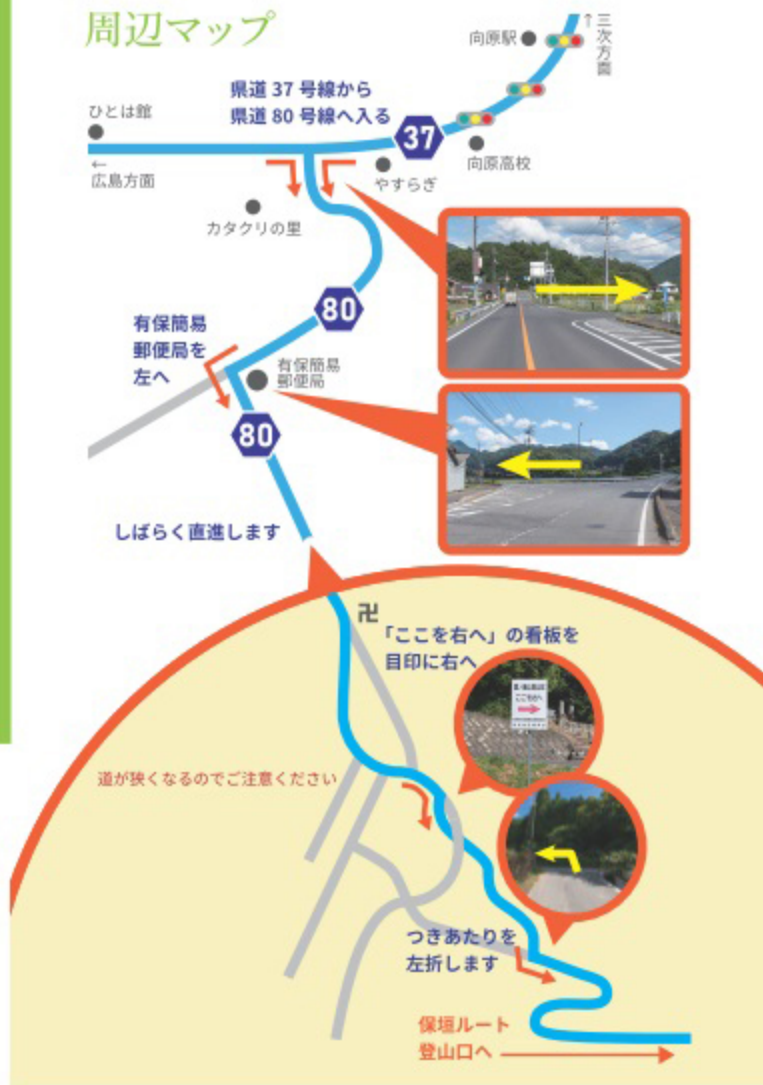 周辺マップ
向原駅
↑三次方面
県道 37 号線から
県道 80 号線へ入る
ひとは館
37
向原高校
←
広島方面
やすらぎ
カタクリの里
80
有保簡易
郵便局を
左へ
有保簡易
郵便局
80
しばらく直進します
卍
「ここを右へ」の看板を
目印に右へ
ここを右へ
道が狭くなるのでご注意ください
つきあたりを
左折します
保垣ルート
登山口へ